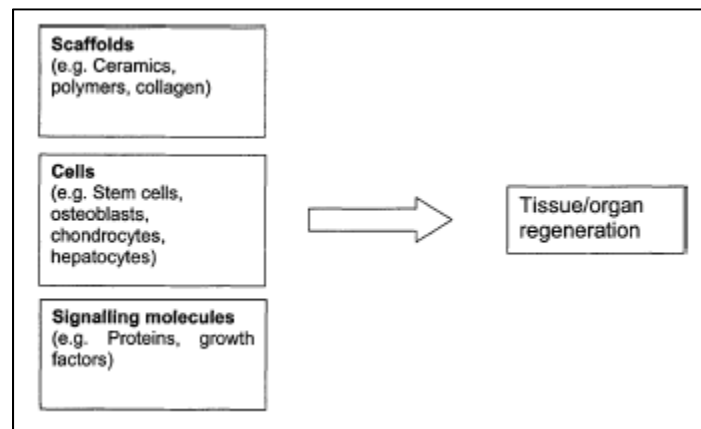 Scaffolds
(e.g. Ceramics,
polymers, collagen)
Cells
(e.g. Stem cells,
osteoblasts,
chondrocytes,
hepatocytes)
Signalling molecules
(e.g. Proteins, growth
factors)
Tissue/organ
regeneration